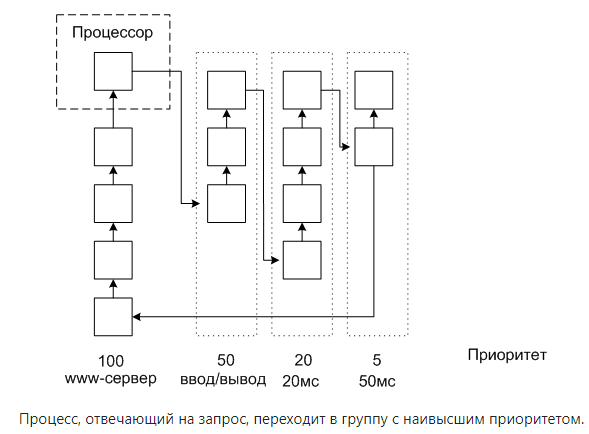 Процессор
100 50 20 5 Приоритет
www-сервер ввод/вывод 20мс 50мс
Процесс, отвечающий на запрос, переходит в группу с наивысшим приоритетом.